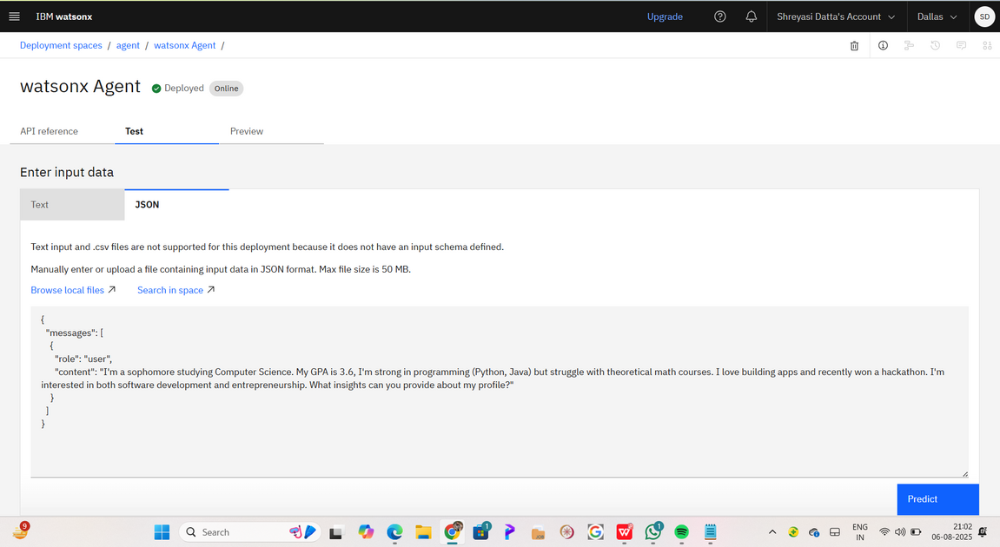 IBM watsonx
Upgrade
Shreyasi Datta's Account
Dallas
SD
Deployment spaces / agent / watsonx Agent /
watsonx Agent
Deployed
Online
API reference
Test
Preview
Enter input data
Text
JSON
Text input and .csv files are not supported for this deployment because it does not have an input schema defined.
Manually enter or upload a file containing input data in JSON format. Max file size is 50 MB.
Browse local files
Search in space
{
"messages": [
{
"role": "user",
"content": "I'm a sophomore studying Computer Science. My GPA is 3.6, I'm strong in programming (Python, Java) but struggle with theoretical math courses. I love building apps and recently won a hackathon. I'm
interested in both software development and entrepreneurship. What insights can you provide about my profile?"
}
]
}
Predict
9
Search
1
1
ENG
IN
21:02
06-08-2025